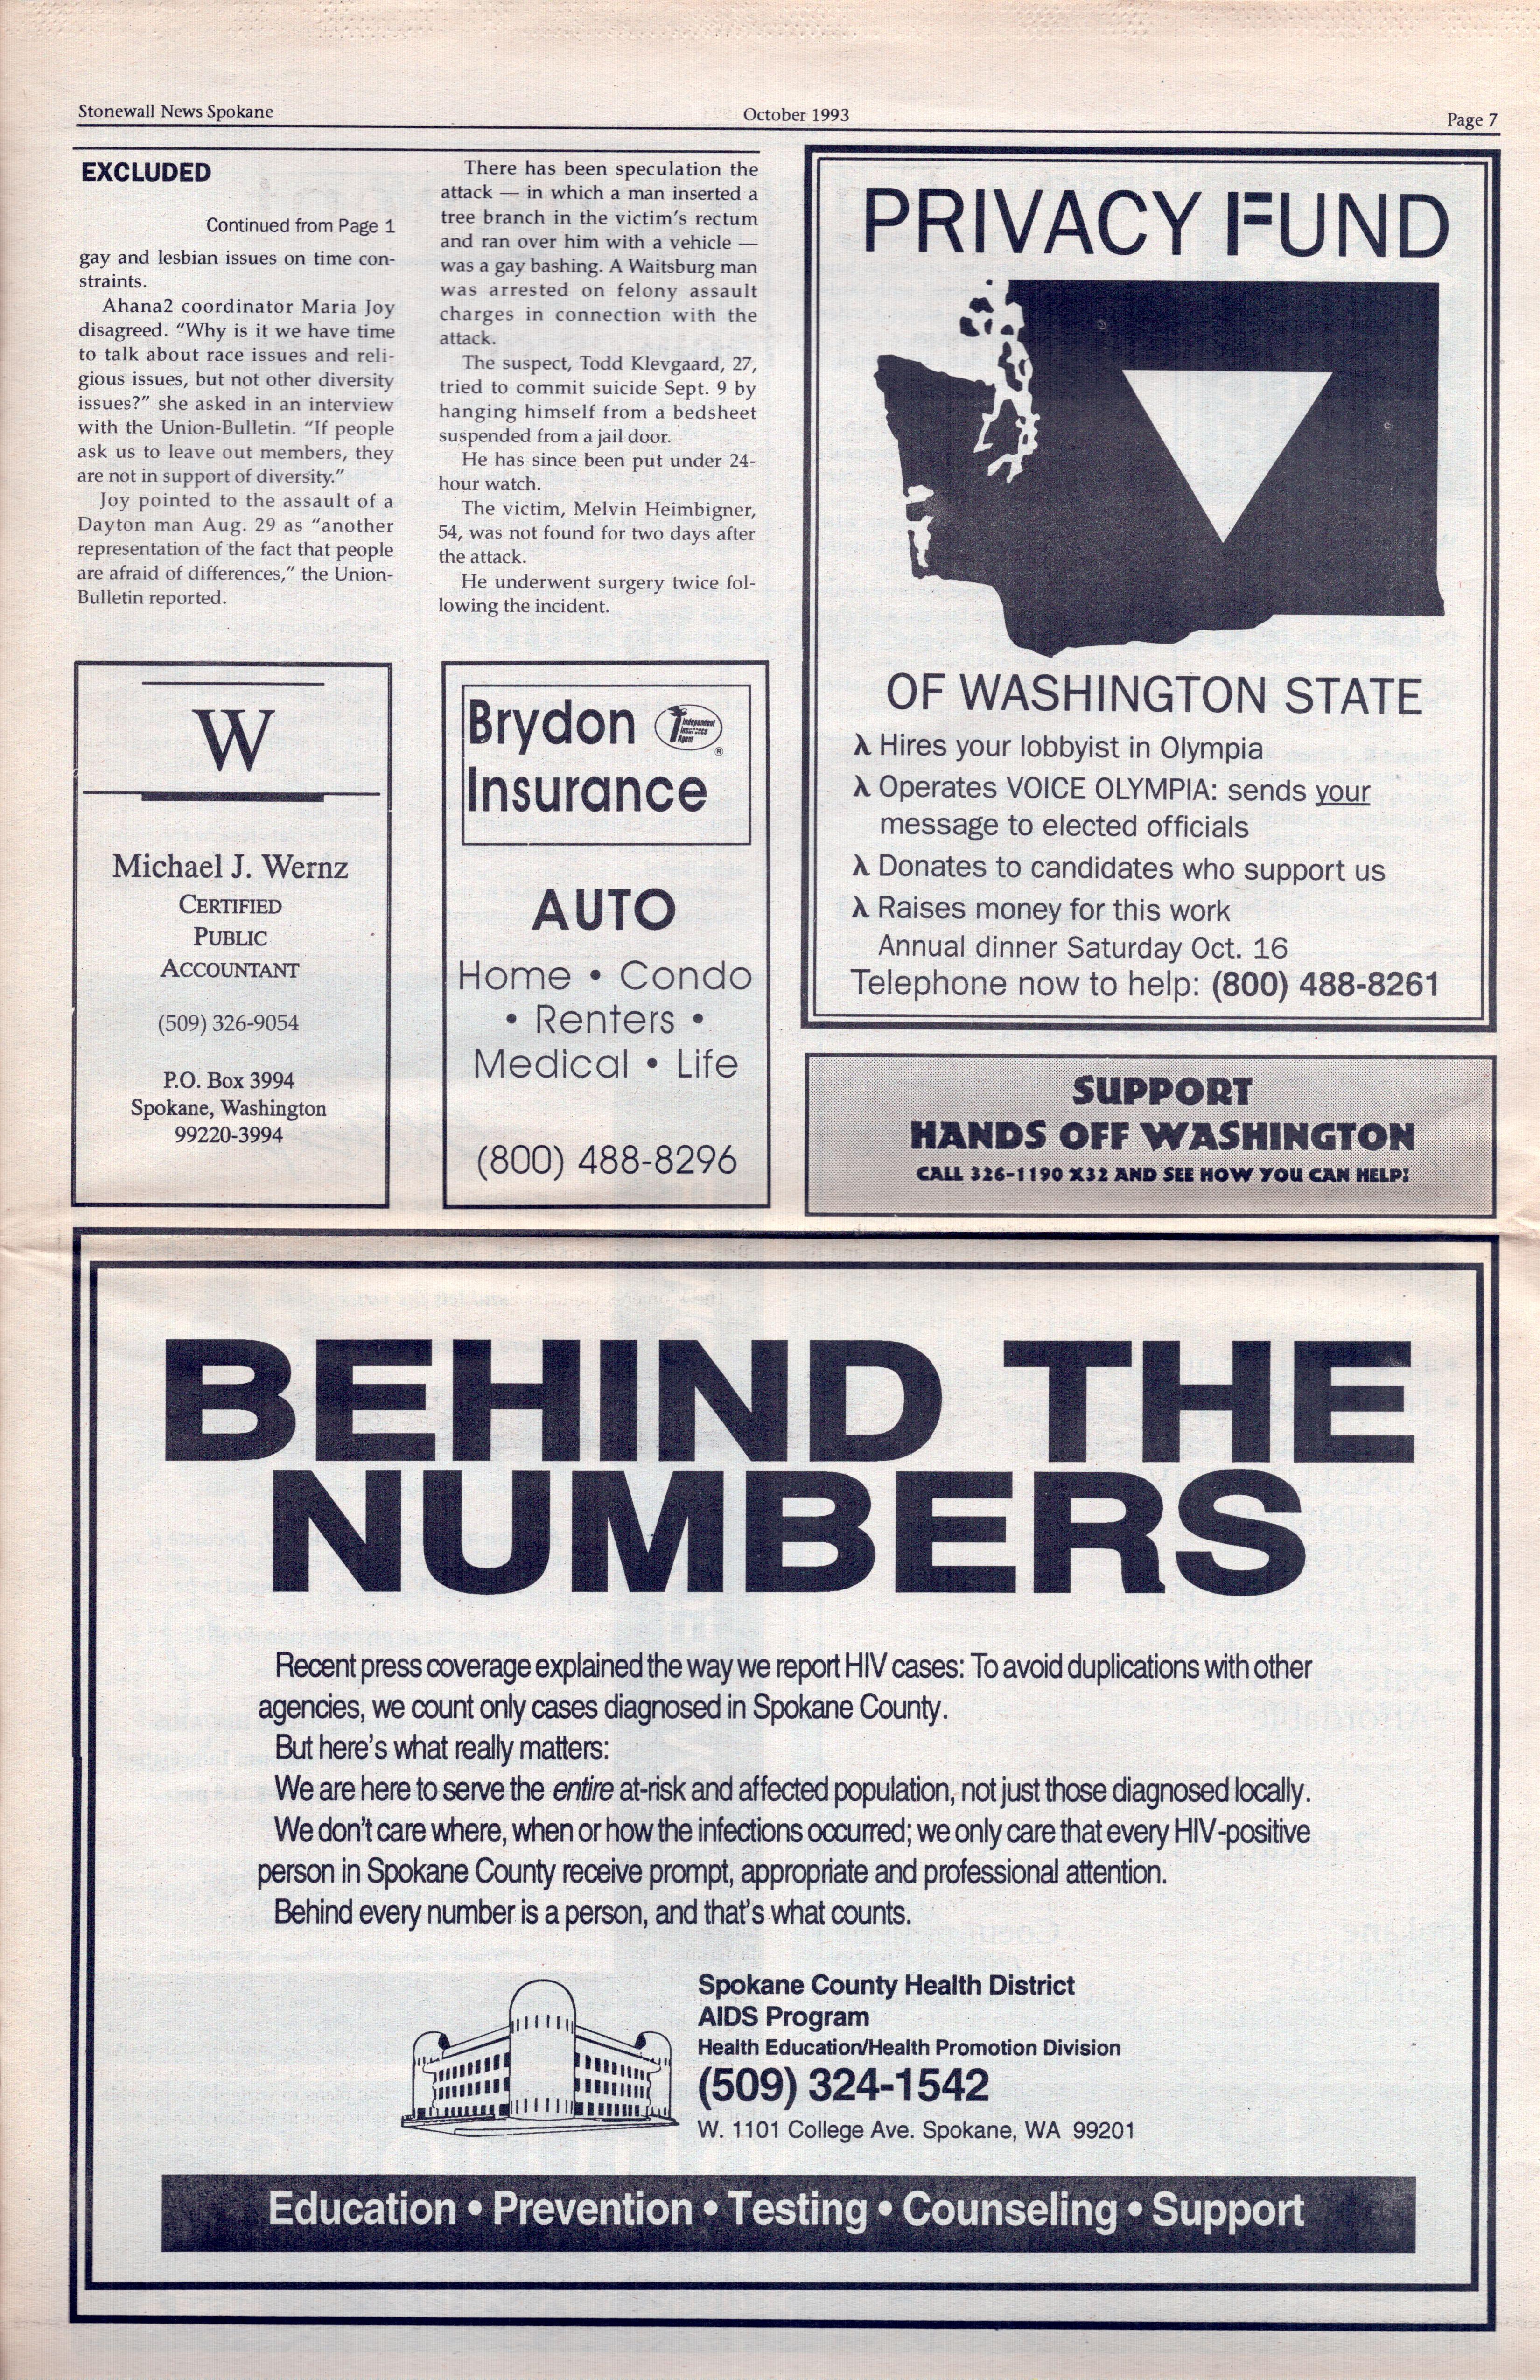 Stonewall News Spokane
October 1993
Page 7
EXCLUDED
Continued from Page 1
gay and lesbian issues on time con-
straints.
Ahana2 coordinator Maria Joy
disagreed. “Why is it we have time
to talk about race issues and reli-
gious issues, but not other diversity
issues?” she asked in an interview
with the Union-Bulletin. “If people
ask us to leave out members, they
are not in support of diversity.”
Joy pointed to the assault of a
Dayton man Aug. 29 as “another
representation of the fact that people
are afraid of differences,” the Union-
Bulletin reported.
There has been speculation the
attack — in which a man inserted a
tree branch in the victim's rectum
and ran over him with a vehicle —
was a gay bashing. A Waitsburg man
was arrested on felony assault
charges in connection with the
attack.
The suspect, Todd Klevgaard, 27,
tried to commit suicide Sept. 9 by
hanging himself from a bedsheet
suspended from a jail door.
He has since been put under 24-
hour watch.
The victim, Melvin Heimbigner,
54, was not found for two days after
the attack.
He underwent surgery twice fol-
lowing the incident.
W
Michael J. Wernz
CERTIFIED
PUBLIC
ACCOUNTANT
(509) 326-9054
P.O. Box 3994
Spokane, Washington
99220-3994
Brydon
Independent
Insurance
Agent
®
Insurance
AUTO
Home • Condo
• Renters •
Medical • Life
(800) 488-8296
PRIVACY FUND
OF WASHINGTON STATE
λ Hires your lobbyist in Olympia
λ Operates VOICE OLYMPIA: sends your
message to elected officials
λ Donates to candidates who support us
λ Raises money for this work
Annual dinner Saturday Oct. 16
Telephone now to help: (800) 488-8261
SUPPORT
HANDS OFF WASHINGTON
CALL 326-1190 X32 AND SEE HOW YOU CAN HELP!
BEHIND THE
NUMBERS
Recent press coverage explained the way we report HIV cases: To avoid duplications with other
agencies, we count only cases diagnosed in Spokane County.
But here's what really matters:
We are here to serve the entire at-risk and affected population, not just those diagnosed locally.
We don't care where, when or how the infections occurred; we only care that every HIV-positive
person in Spokane County receive prompt, appropriate and professional attention.
Behind every number is a person, and that's what counts.
Spokane County Health District
AIDS Program
Health Education/Health Promotion Division
(509) 324-1542
W. 1101 College Ave. Spokane, WA 99201
Education • Prevention • Testing • Counseling • Support